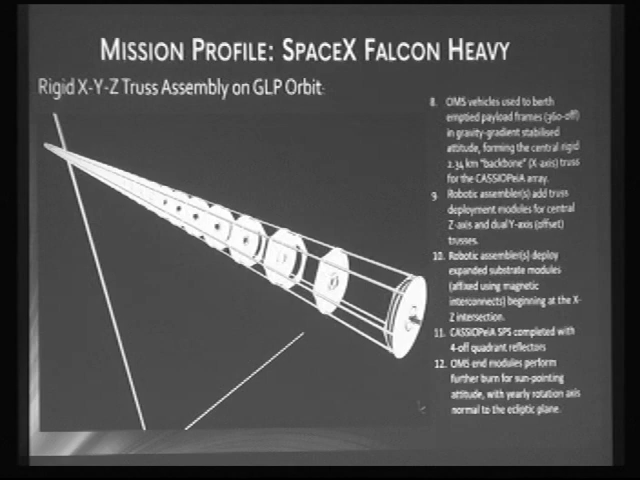 MISSION PROFILE: SPACEX FALCON HEAVY
Rigid X-Y-Z Truss Assembly on GLP Orbit:
8. OMS vehicles used to berth
emptied payload frames (360-off)
in gravity-gradient stabilised
attitude, forming the central rigid
2.34 km "backbone" (X-axis) truss
for the CASSIOPeiA array.
9. Robotic assembler(s) add truss
deployment modules for central
Z-axis and dual Y-axis (offset)
trusses.
10. Robotic assembler(s) deploy
expanded substrate modules
(affixed using magnetic
interconnects) beginning at the X-
Z intersection.
11. CASSIOPeiA SPS completed with
4-off quadrant reflectors
12. OMS end modules perform
further burn for sun-pointing
attitude, with yearly rotation axis
normal to the ecliptic plane.